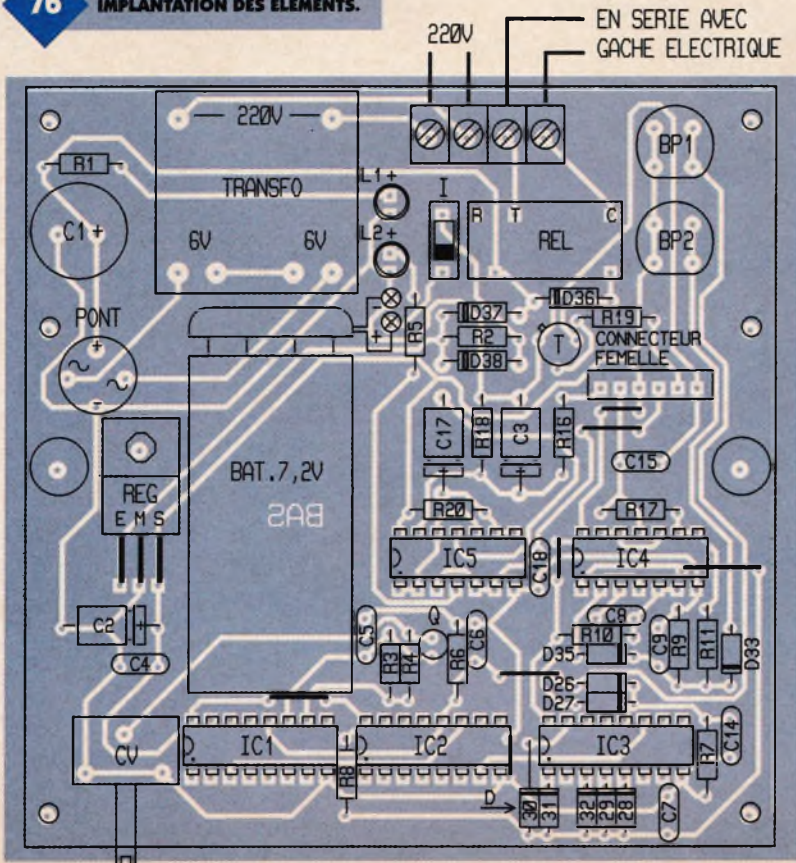 76
IMPLANTATION DES ELEMENTS.
EN SERIE AVEC
GACHE ELECTRIQUE
220V
220V
TRANSFO
6V 6V
R1
C1 +
L1+
L2+
I
R T C
REL
BP1
BP2
PONT
+
~ ~
-
+
R5
D37
R2
D38
D36
R19
T
CONNECTEUR
FEMELLE
REG
E M S
BAT.7,2V
BAS
C17
+
R18
C3
+
R16
C15
R20
R17
IC5
C18
IC4
C2 +
C4
C5
R3
R4
Q
R6
C6
C8
R10
D35
D26
D27
C9
R9
R11
D33
CV
IC1
IC2
IC3
R8
R7
C14
D
30
31
32
29
28
C7